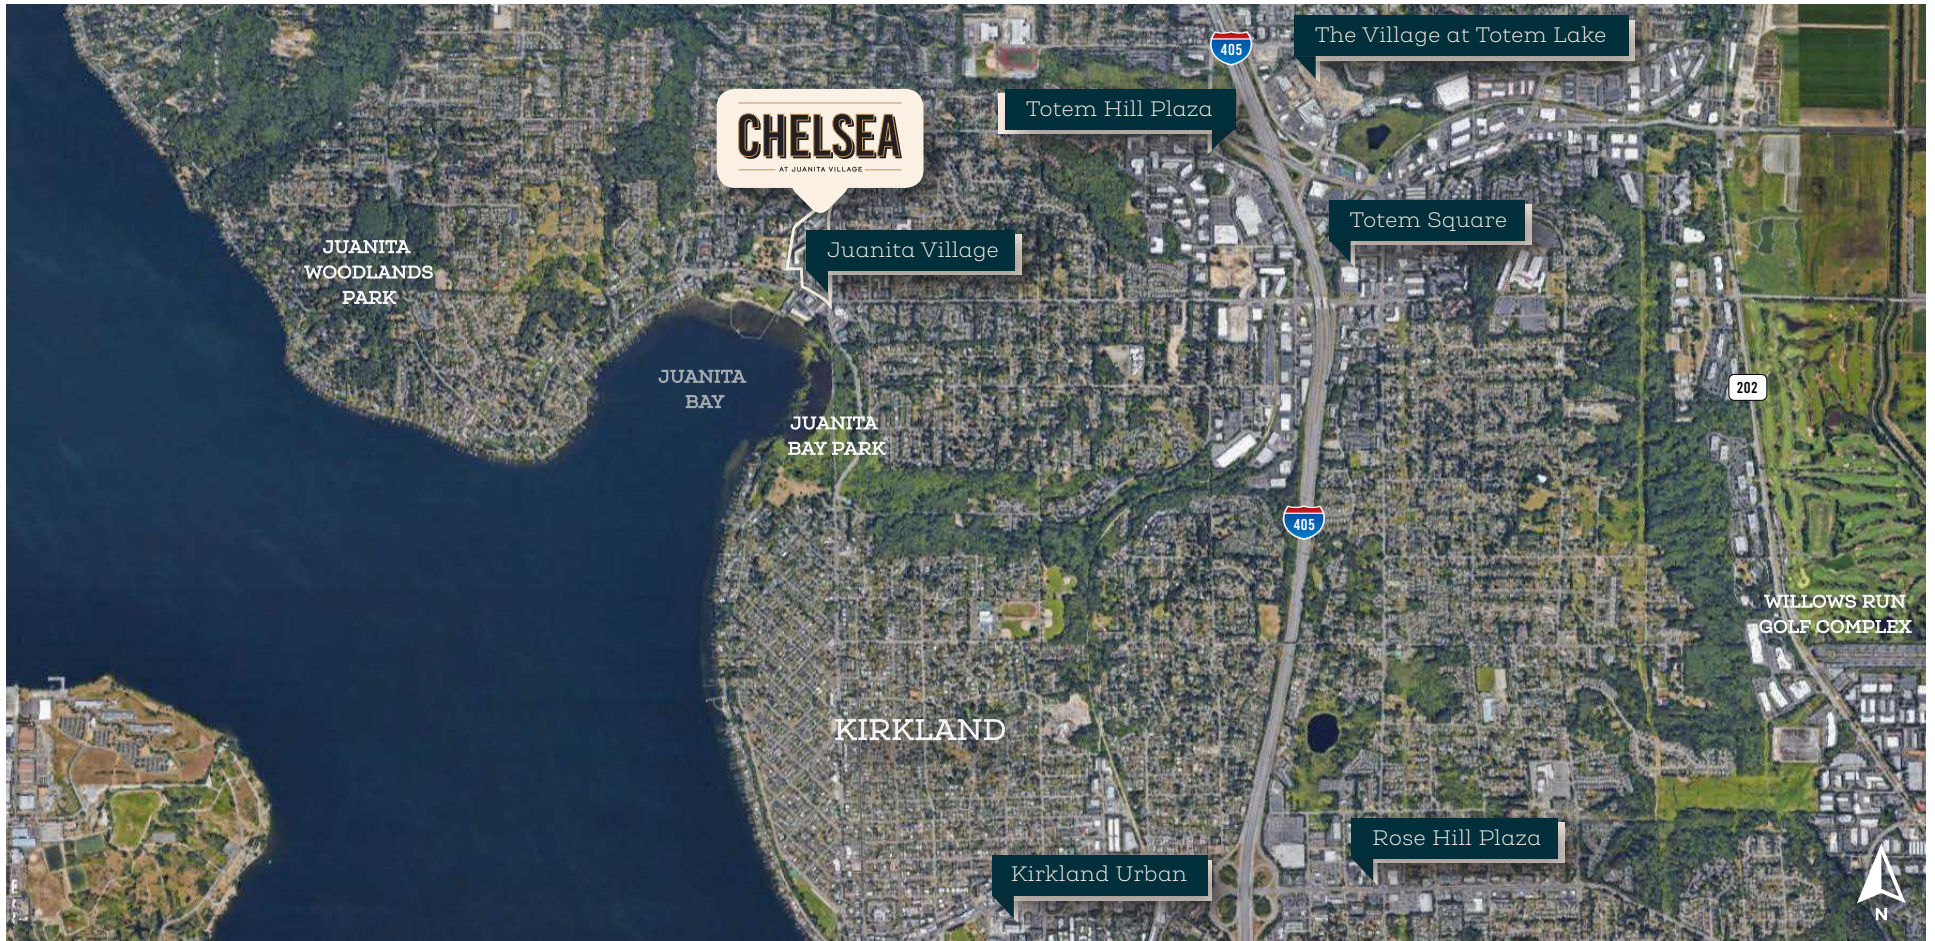 405
The Village at Totem Lake
Totem Hill Plaza
CHELSEA
AT JUANITA VILLAGE
Totem Square
Juanita Village
JUANITA
WOODLANDS
PARK
JUANITA
BAY
202
JUANITA
BAY PARK
405
WILLOWS RUN
GOLF COMPLEX
KIRKLAND
Rose Hill Plaza
Kirkland Urban
N